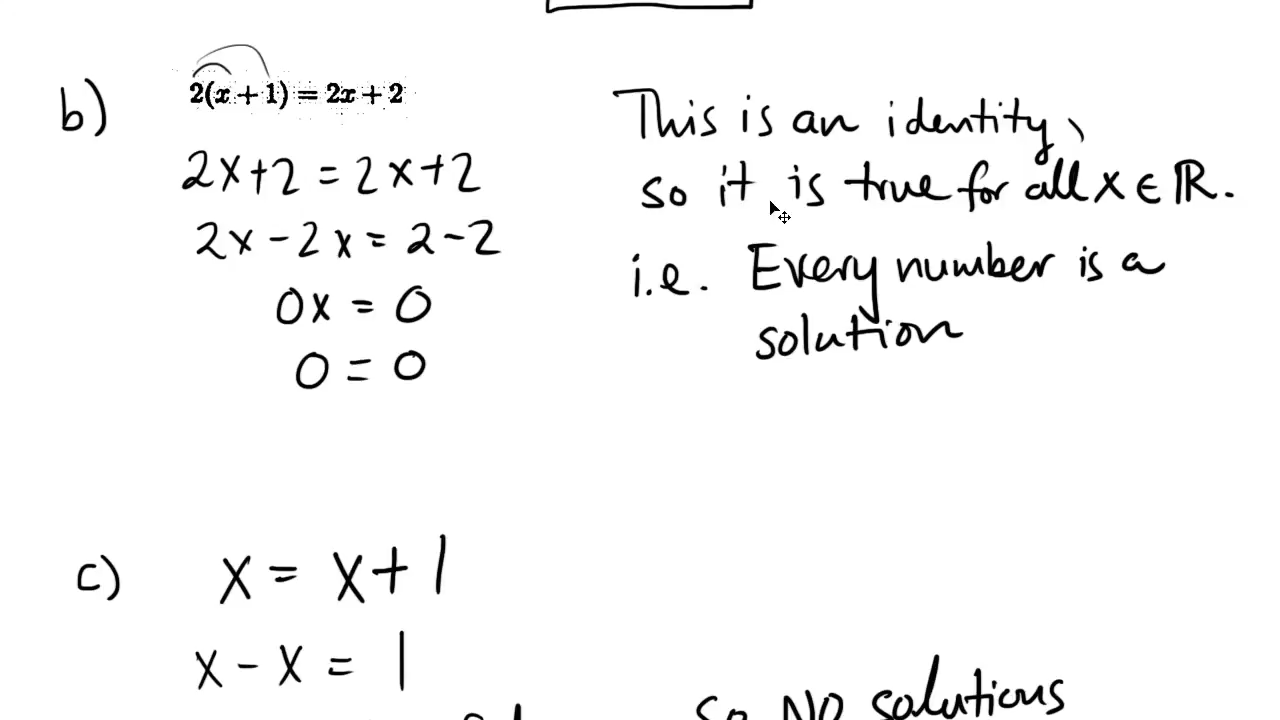 b) 2(x + 1) = 2x + 2
2x+2 = 2x+2
2x - 2x = 2-2
0x = 0
0 = 0
This is an identity,
so it is true for all x ∈ ℝ.
i.e. Every number is a
solution
c) x = x + 1
x - x = 1
so NO solutions